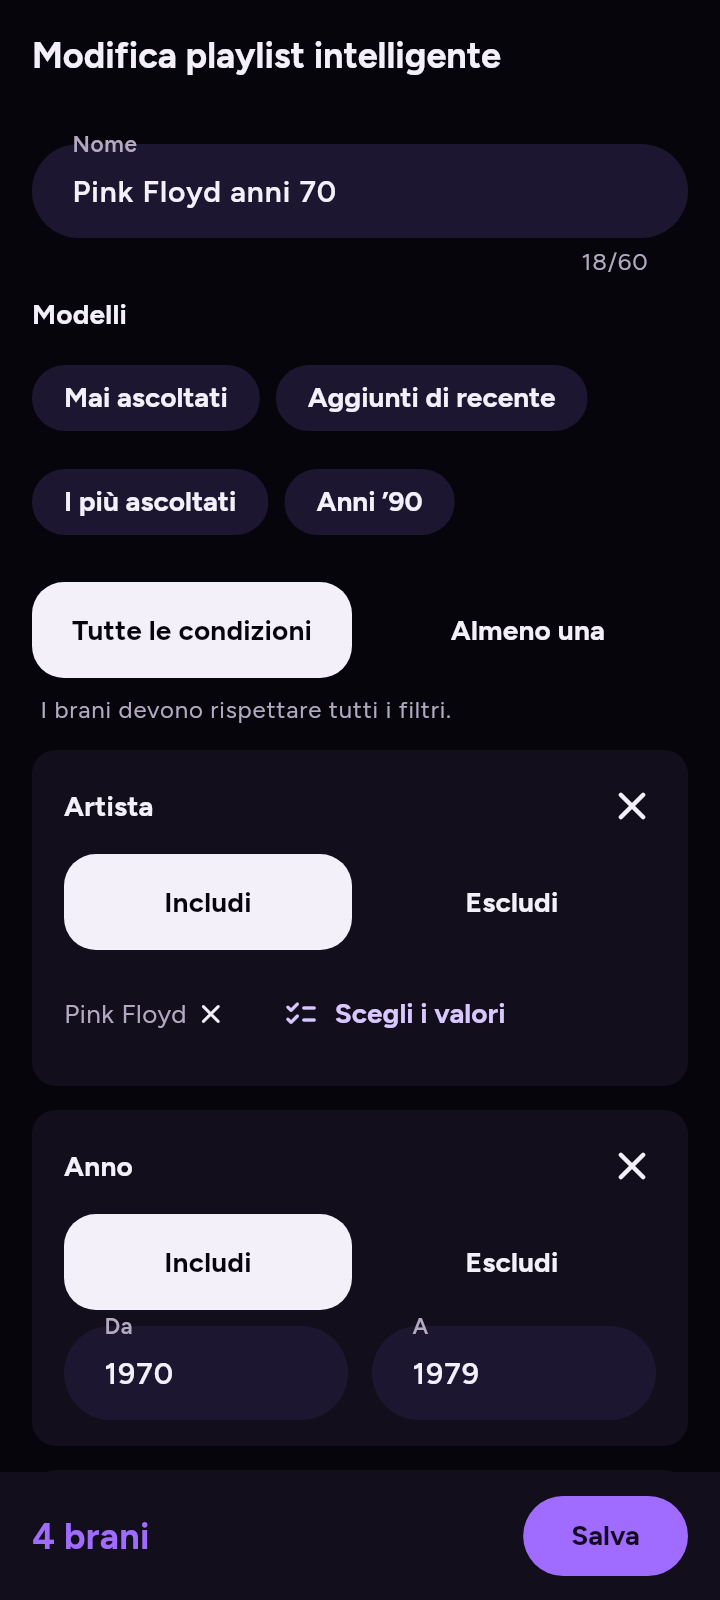 Modifica playlist intelligente
Nome
Pink Floyd anni 70
18/60
Modelli
Mai ascoltati
Aggiunti di recente
I più ascoltati
Anni ’90
Tutte le condizioni
Almeno una
I brani devono rispettare tutti i filtri.
Artista
Includi
Escludi
Pink Floyd
Scegli i valori
Anno
Includi
Escludi
Da
A
1970
1979
4 brani
Salva